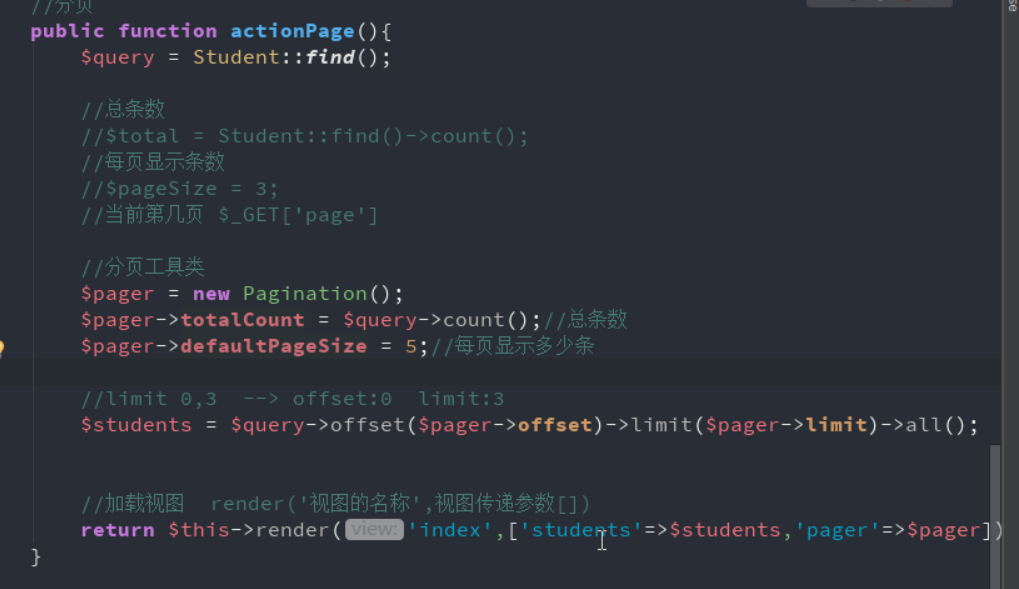 //分页
public function actionPage(){
$query = Student::find();
//总条数
//$total = Student::find()->count();
//每页显示条数
//$pageSize = 3;
//当前第几页 $_GET['page']
//分页工具类
$pager = new Pagination();
$pager->totalCount = $query->count();//总条数
$pager->defaultPageSize = 5;//每页显示多少条
//limit 0,3  --> offset:0  limit:3
$students = $query->offset($pager->offset)->limit($pager->limit)->all();
//加载视图  render('视图的名称',视图传递参数[])
return $this->render( view: 'index',['students'=>$students,'pager'=>$pager])
}